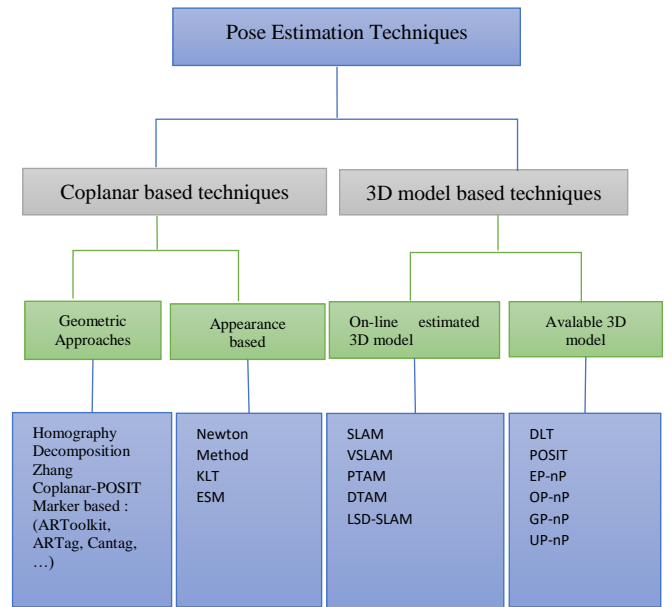 Pose Estimation Techniques
Coplanar based techniques
3D model based techniques
Geometric
Approaches
Appearance
based
On-line estimated
3D model
Avalable 3D
model
Homography
Decomposition
Zhang
Coplanar-POSIT
Marker based :
(ARToolkit,
ARTag, Cantag,
…)
Newton
Method
KLT
ESM
SLAM
VSLAM
PTAM
DTAM
LSD-SLAM
DLT
POSIT
EP-nP
OP-nP
GP-nP
UP-nP